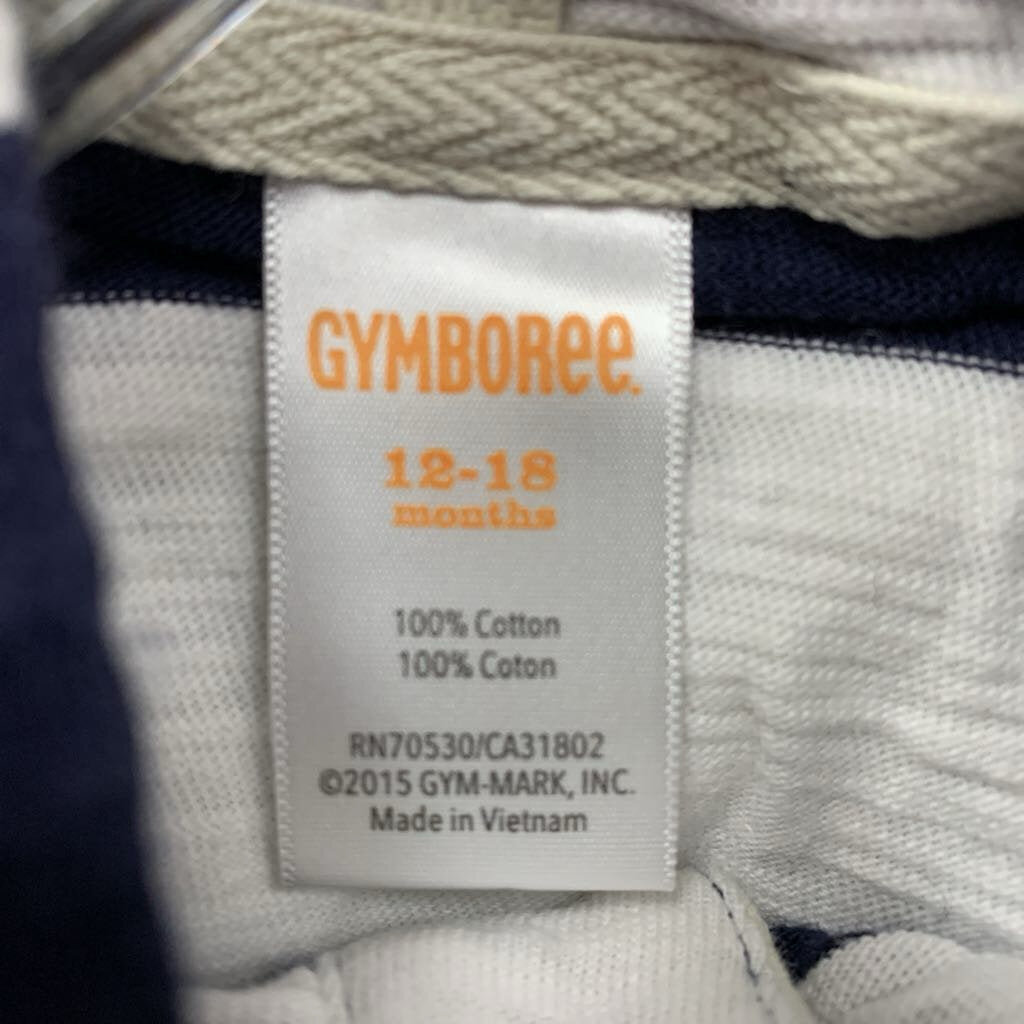 GYMBOREE.
12-18
months
100% Cotton
100% Coton
RN70530/CA31802
©2015 GYM-MARK, INC.
Made in Vietnam